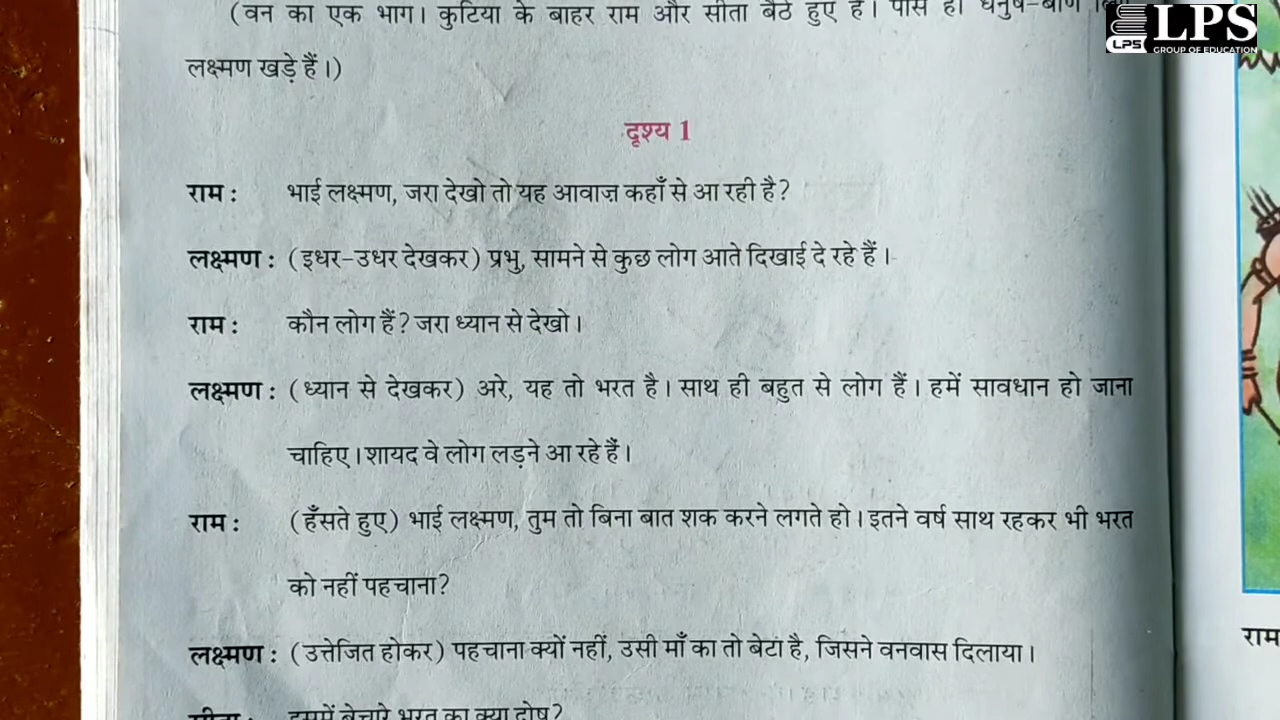 (वन का एक भाग। कुटिया के बाहर राम और सीता बैठे हुए हैं। पास ही धनुष-बाण
लक्ष्मण खड़े हैं।)
दृश्य 1
राम : भाई लक्ष्मण, जरा देखो तो यह आवाज़ कहाँ से आ रही है?
लक्ष्मण : (इधर-उधर देखकर) प्रभु, सामने से कुछ लोग आते दिखाई दे रहे हैं।
राम : कौन लोग हैं? जरा ध्यान से देखो।
लक्ष्मण : (ध्यान से देखकर) अरे, यह तो भरत है। साथ ही बहुत से लोग हैं। हमें सावधान हो जाना
चाहिए। शायद वे लोग लड़ने आ रहे हैं।
राम : (हँसते हुए) भाई लक्ष्मण, तुम तो बिना बात शक करने लगते हो। इतने वर्ष साथ रहकर भी भरत
को नहीं पहचाना?
लक्ष्मण : (उत्तेजित होकर) पहचाना क्यों नहीं, उसी माँ का तो बेटा है, जिसने वनवास दिलाया।
सीता : इसमें बेचारे भरत का क्या दोष?
राम
LPS
LPS
GROUP OF EDUCATION